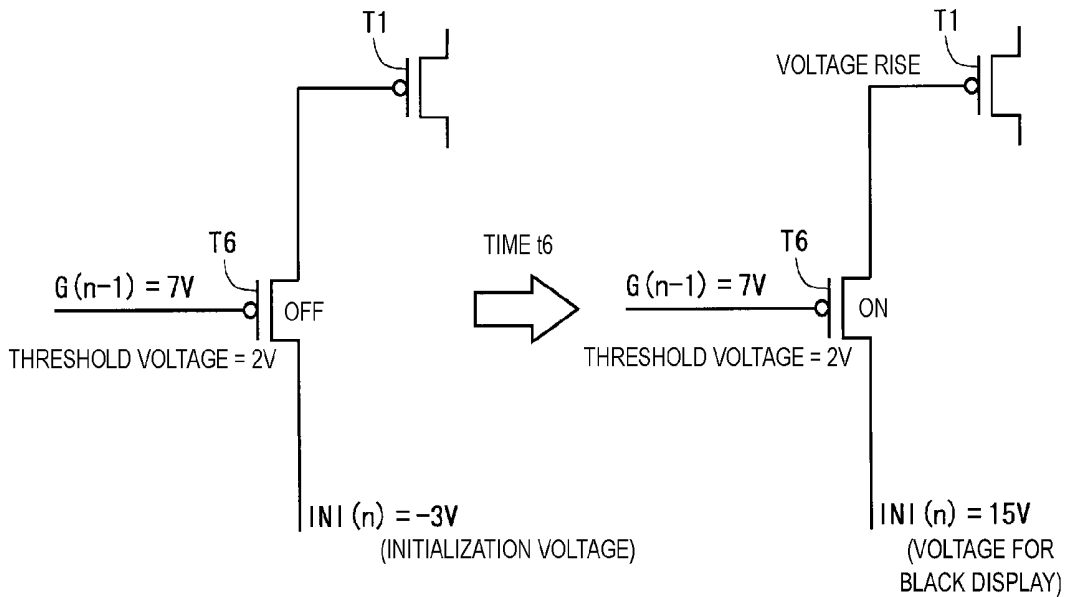 T1
T6
G(n-1) = 7V
OFF
THRESHOLD VOLTAGE = 2V
INI(n) = -3V
(INITIALIZATION VOLTAGE)
TIME t6
T1
VOLTAGE RISE
T6
G(n-1) = 7V
ON
THRESHOLD VOLTAGE = 2V
INI(n) = 15V
(VOLTAGE FOR
BLACK DISPLAY)